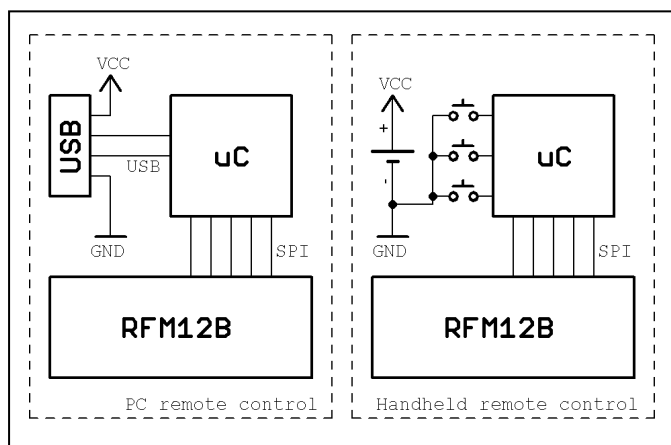 VCC
USB
uC
USB
GND
SPI
RFM12B
PC remote control
VCC
+
-
uC
GND
SPI
RFM12B
Handheld remote control